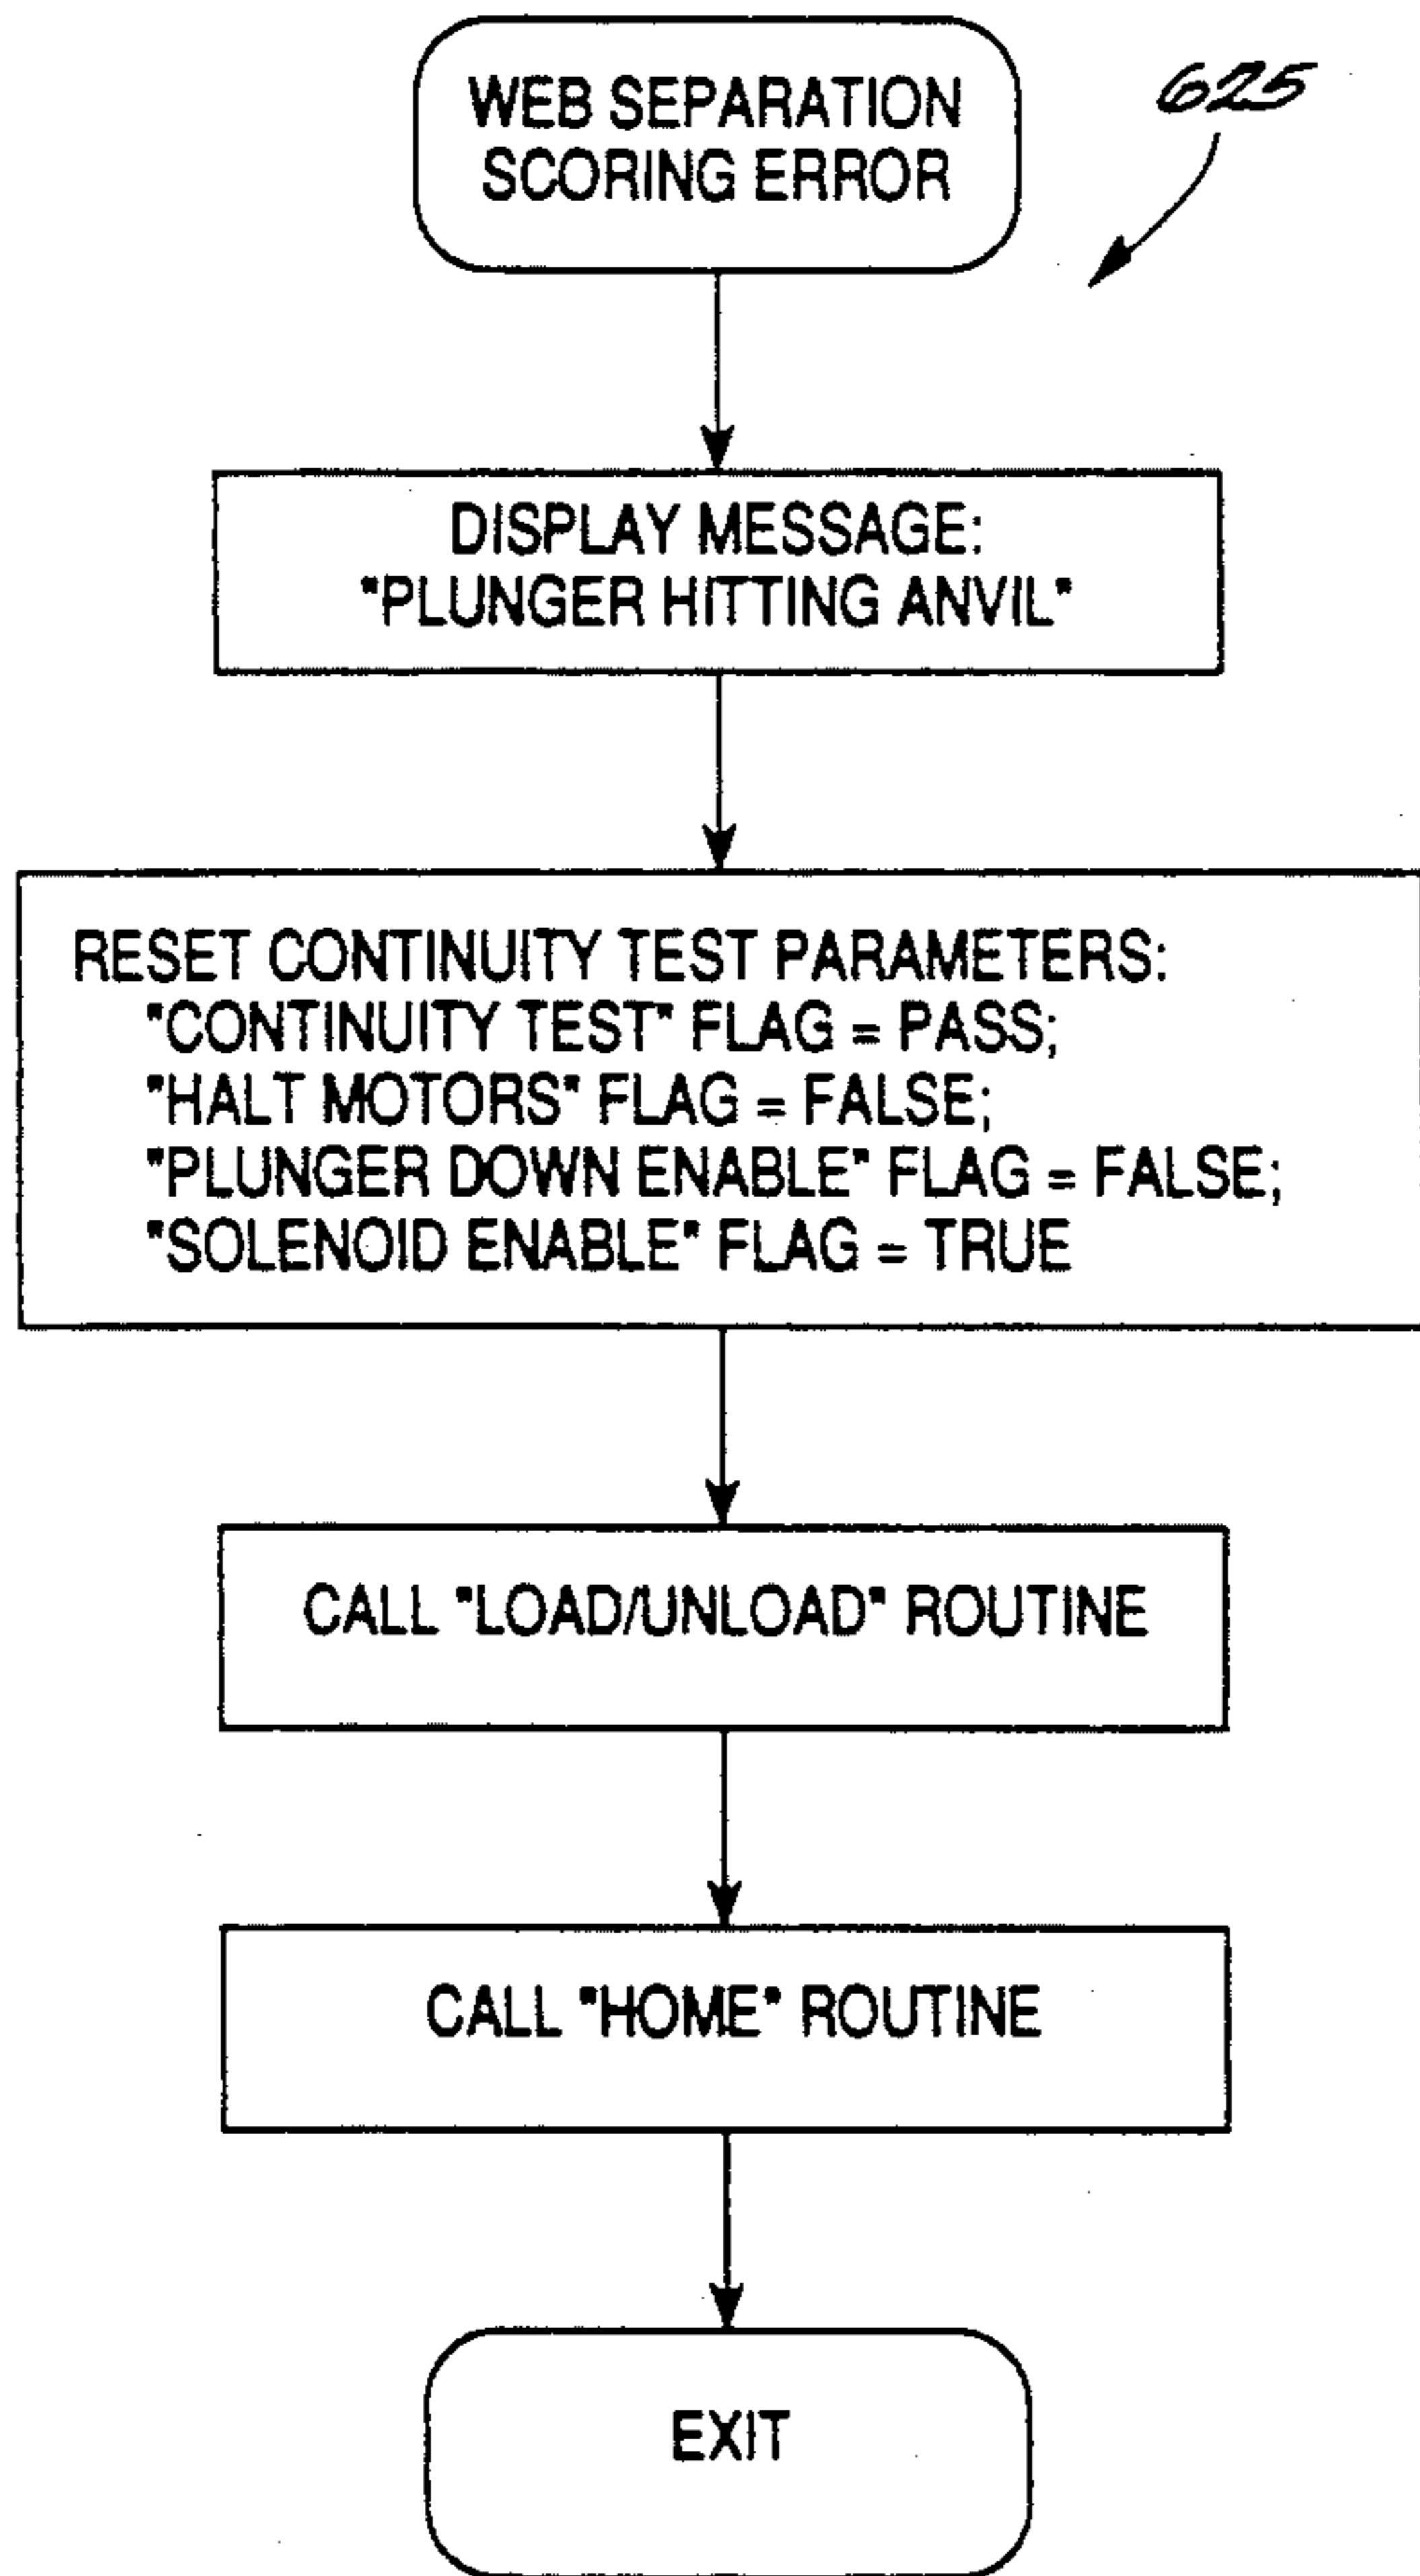 WEB SEPARATION
SCORING ERROR
625
DISPLAY MESSAGE:
"PLUNGER HITTING ANVIL"
RESET CONTINUITY TEST PARAMETERS:
"CONTINUITY TEST" FLAG = PASS;
"HALT MOTORS" FLAG = FALSE;
"PLUNGER DOWN ENABLE" FLAG = FALSE;
"SOLENOID ENABLE" FLAG = TRUE
CALL "LOAD/UNLOAD" ROUTINE
CALL "HOME" ROUTINE
EXIT